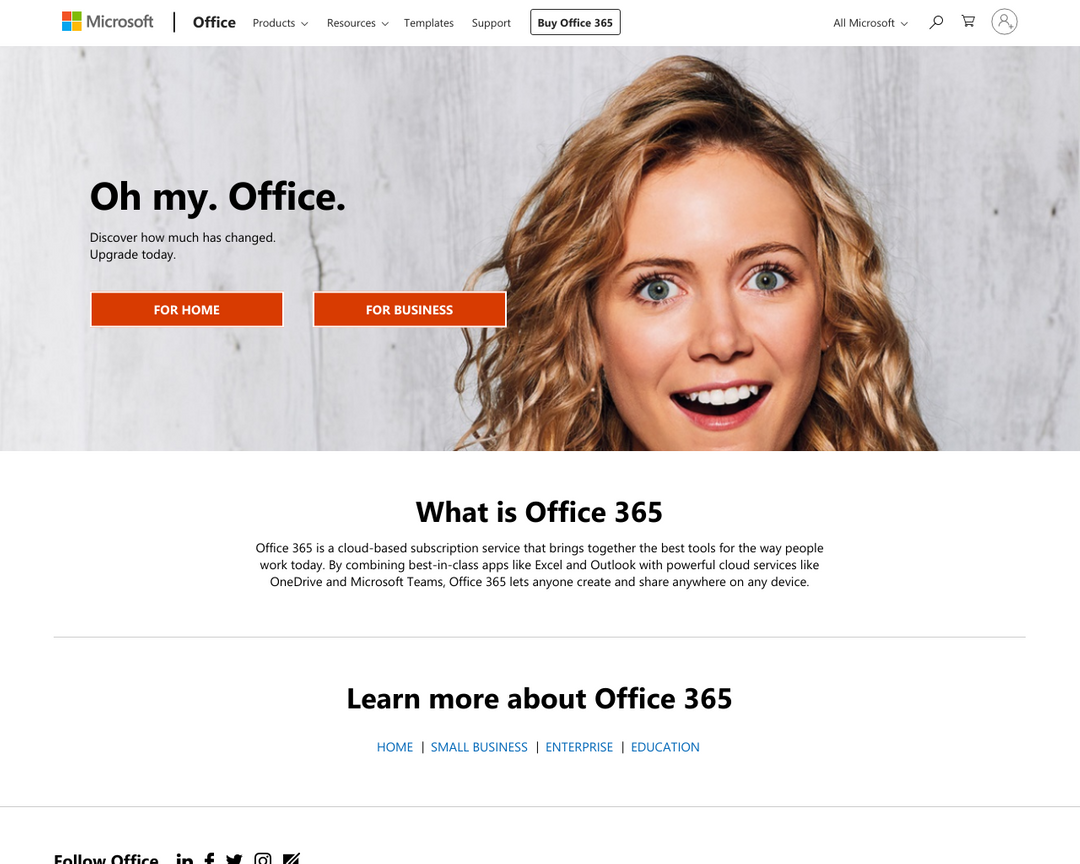 Microsoft
Office
Products
Resources
Templates
Support
Buy Office 365
All Microsoft
Oh my. Office.
Discover how much has changed.
Upgrade today.
FOR HOME
FOR BUSINESS
What is Office 365
Office 365 is a cloud-based subscription service that brings together the best tools for the way people
work today. By combining best-in-class apps like Excel and Outlook with powerful cloud services like
OneDrive and Microsoft Teams, Office 365 lets anyone create and share anywhere on any device.
Learn more about Office 365
HOME | SMALL BUSINESS | ENTERPRISE | EDUCATION
Follow Office